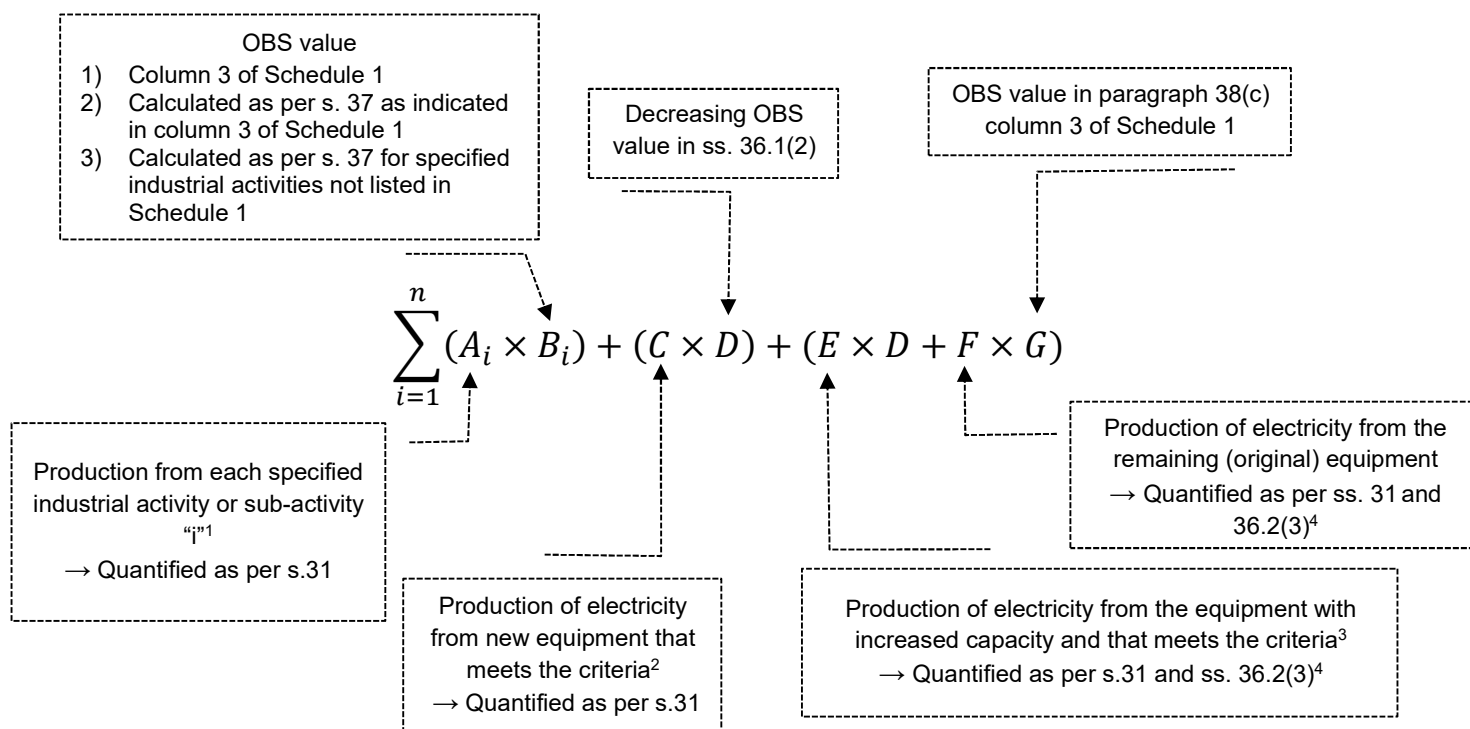 OBS value
1) Column 3 of Schedule 1
2) Calculated as per s. 37 as indicated
in column 3 of Schedule 1
3) Calculated as per s. 37 for specified
industrial activities not listed in
Schedule 1
Decreasing OBS
value in ss. 36.1(2)
OBS value in paragraph 38(c)
column 3 of Schedule 1
n
∑(Aᵢ × Bᵢ) + (C × D) + (E × D + F × G)
i=1
Production from each specified
industrial activity or sub-activity
“i”¹
→ Quantified as per s.31
Production of electricity
from new equipment that
meets the criteria²
→ Quantified as per s.31
Production of electricity from the equipment with
increased capacity and that meets the criteria³
→ Quantified as per s.31 and ss. 36.2(3)⁴
Production of electricity from the
remaining (original) equipment
→ Quantified as per ss. 31 and
36.2(3)⁴